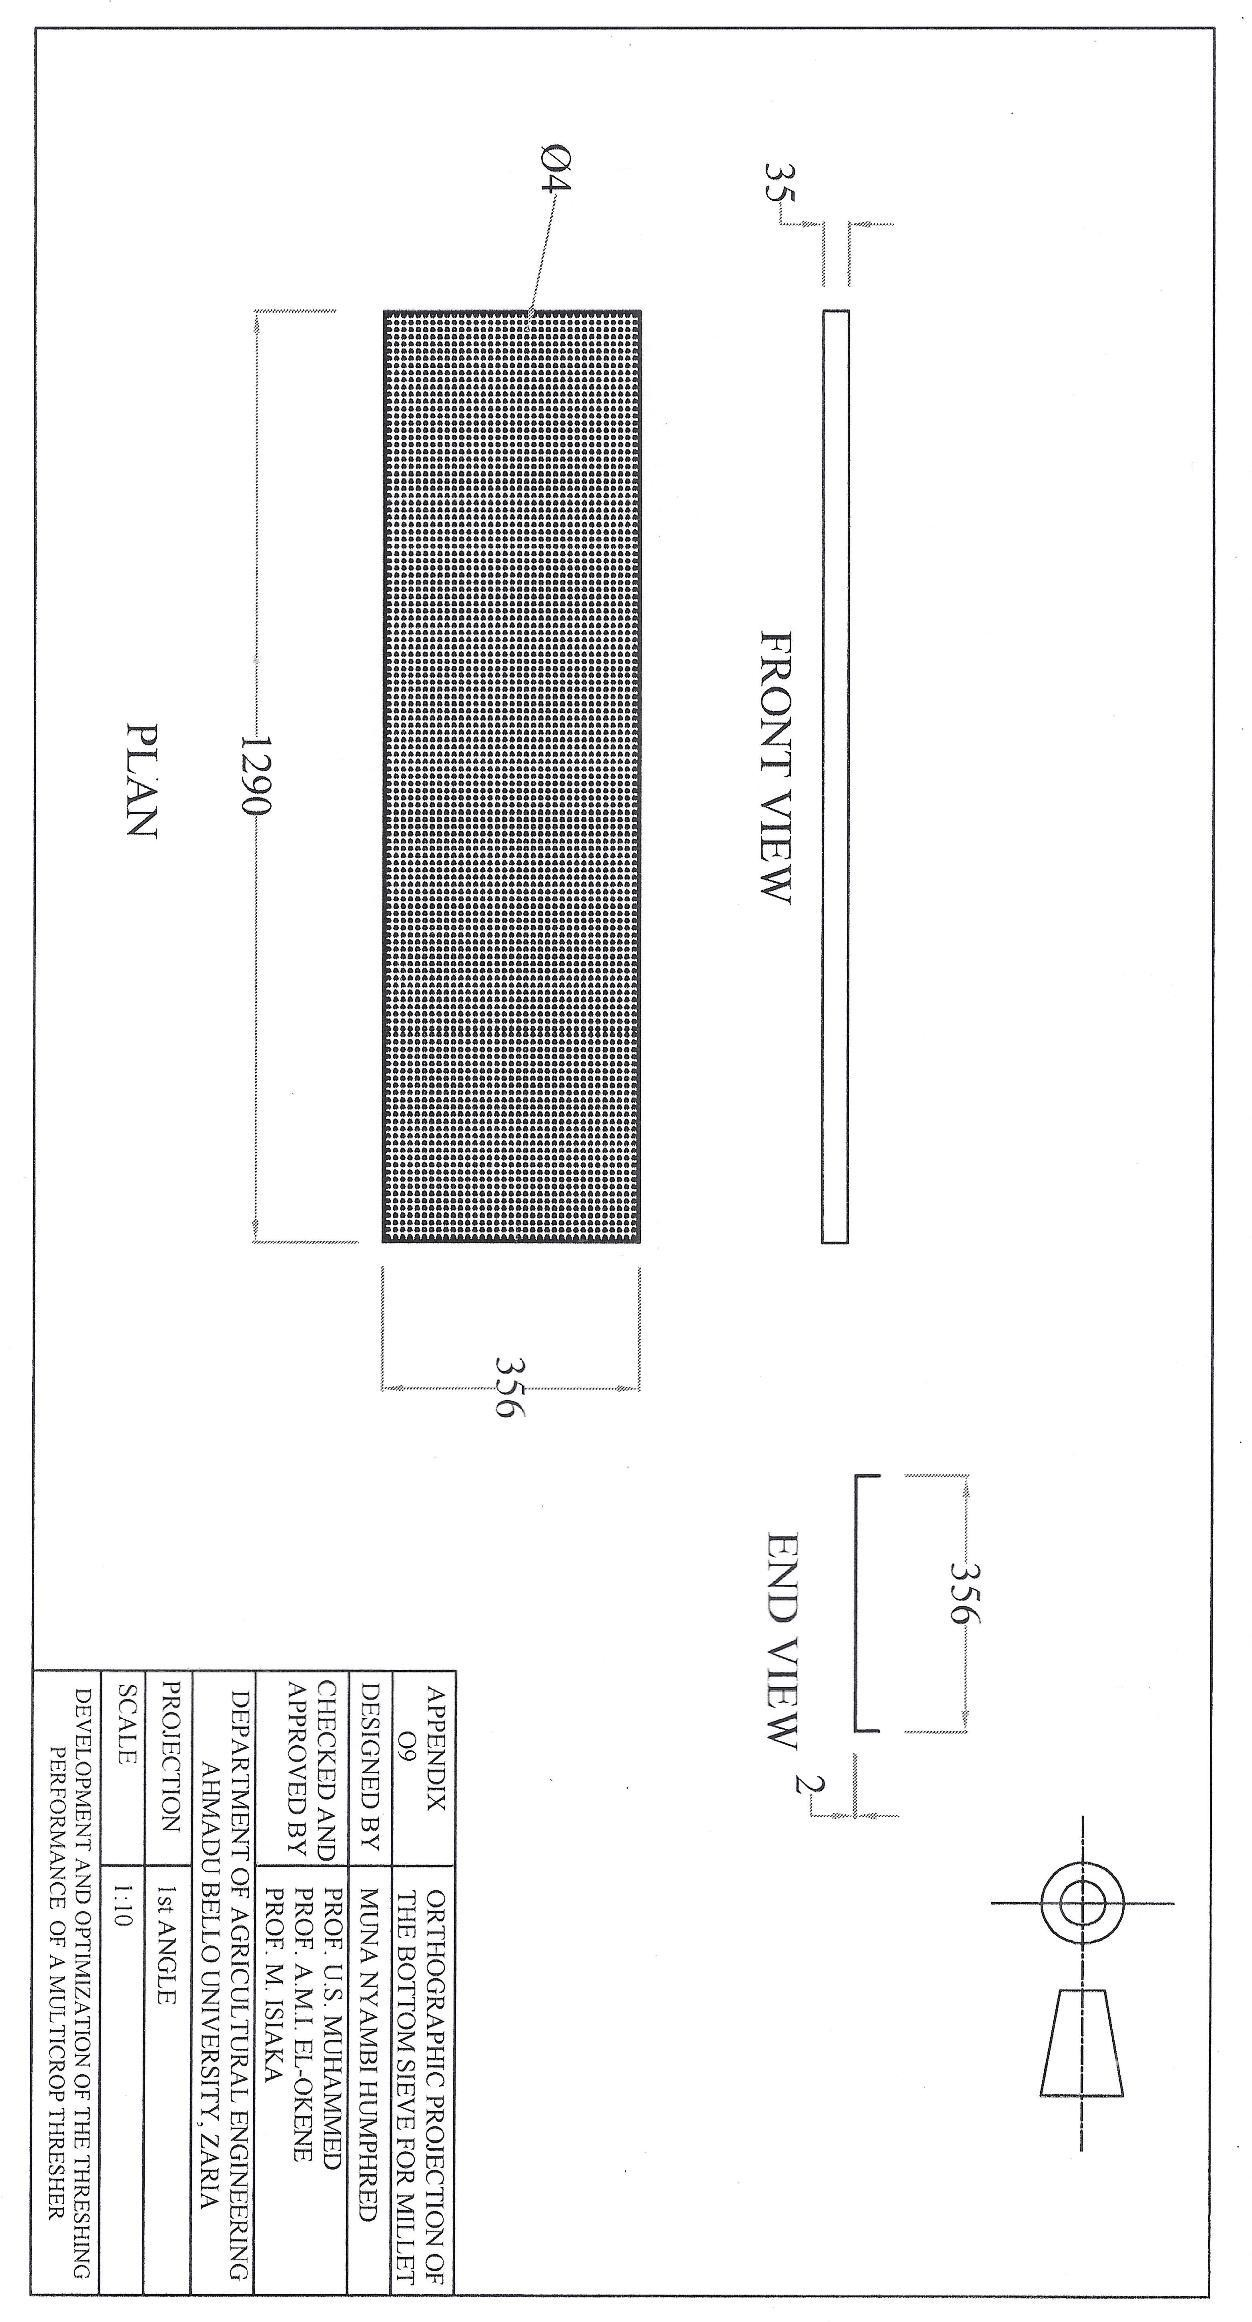 35
FRONT VIEW
356
END VIEW
2
Ø4
1290
356
PLAN
APPENDIX
O9
ORTHOGRAPHIC PROJECTION OF
THE BOTTOM SIEVE FOR MILLET
DESIGNED BY
MUNA NYAMBI HUMPHRED
CHECKED AND
APPROVED BY
PROF. U.S. MUHAMMED
PROF. A.M.I. EL-OKENE
PROF. M. ISIAKA
DEPARTMENT OF AGRICULTURAL ENGINEERING
AHMADU BELLO UNIVERSITY, ZARIA
PROJECTION
1st ANGLE
SCALE
1:10
DEVELOPMENT AND OPTIMIZATION OF THE THRESHING
PERFORMANCE OF A MULTICROP THRESHER